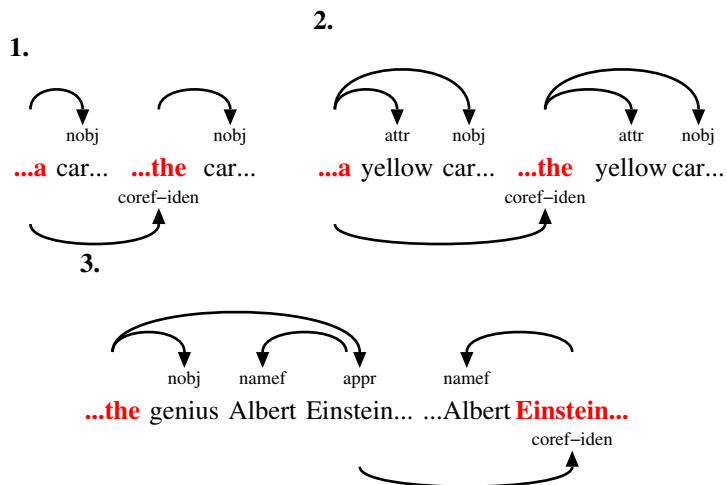 2.
1.
nobj nobj attr nobj attr nobj
...a car... ...the car... ...a yellow car... ...the yellow car...
coref−iden coref−iden
3.
nobj namef appr namef
...the genius Albert Einstein... ...Albert Einstein...
coref−iden